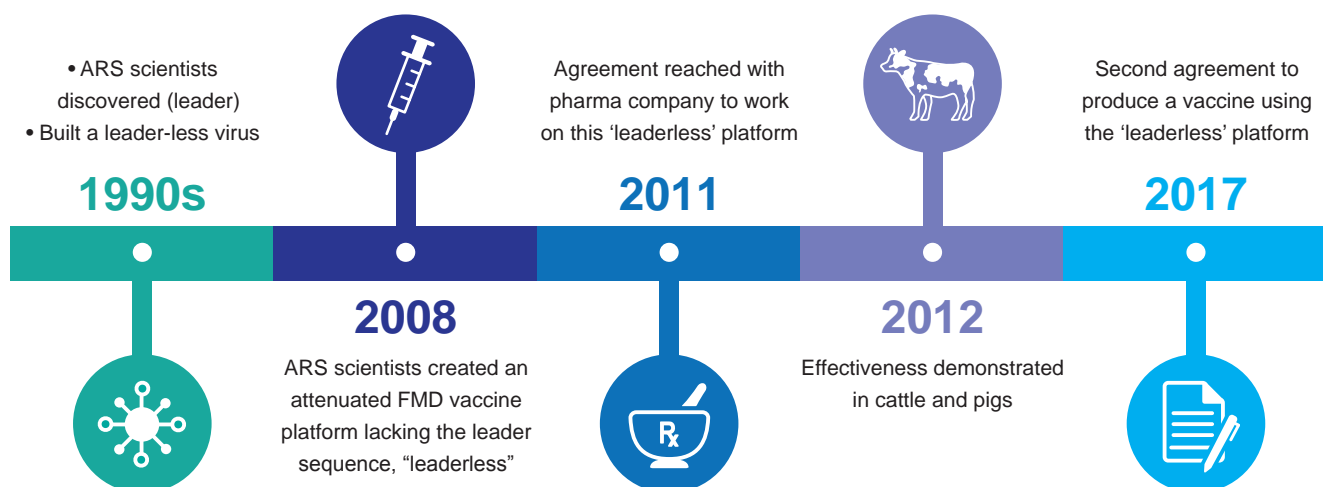 • ARS scientists
discovered (leader)
• Built a leader-less virus
1990s
2008
ARS scientists created an
attenuated FMD vaccine
platform lacking the leader
sequence, “leaderless”
Agreement reached with
pharma company to work
on this ‘leaderless’ platform
2011
Rx
2012
Effectiveness demonstrated
in cattle and pigs
Second agreement to
produce a vaccine using
the ‘leaderless’ platform
2017